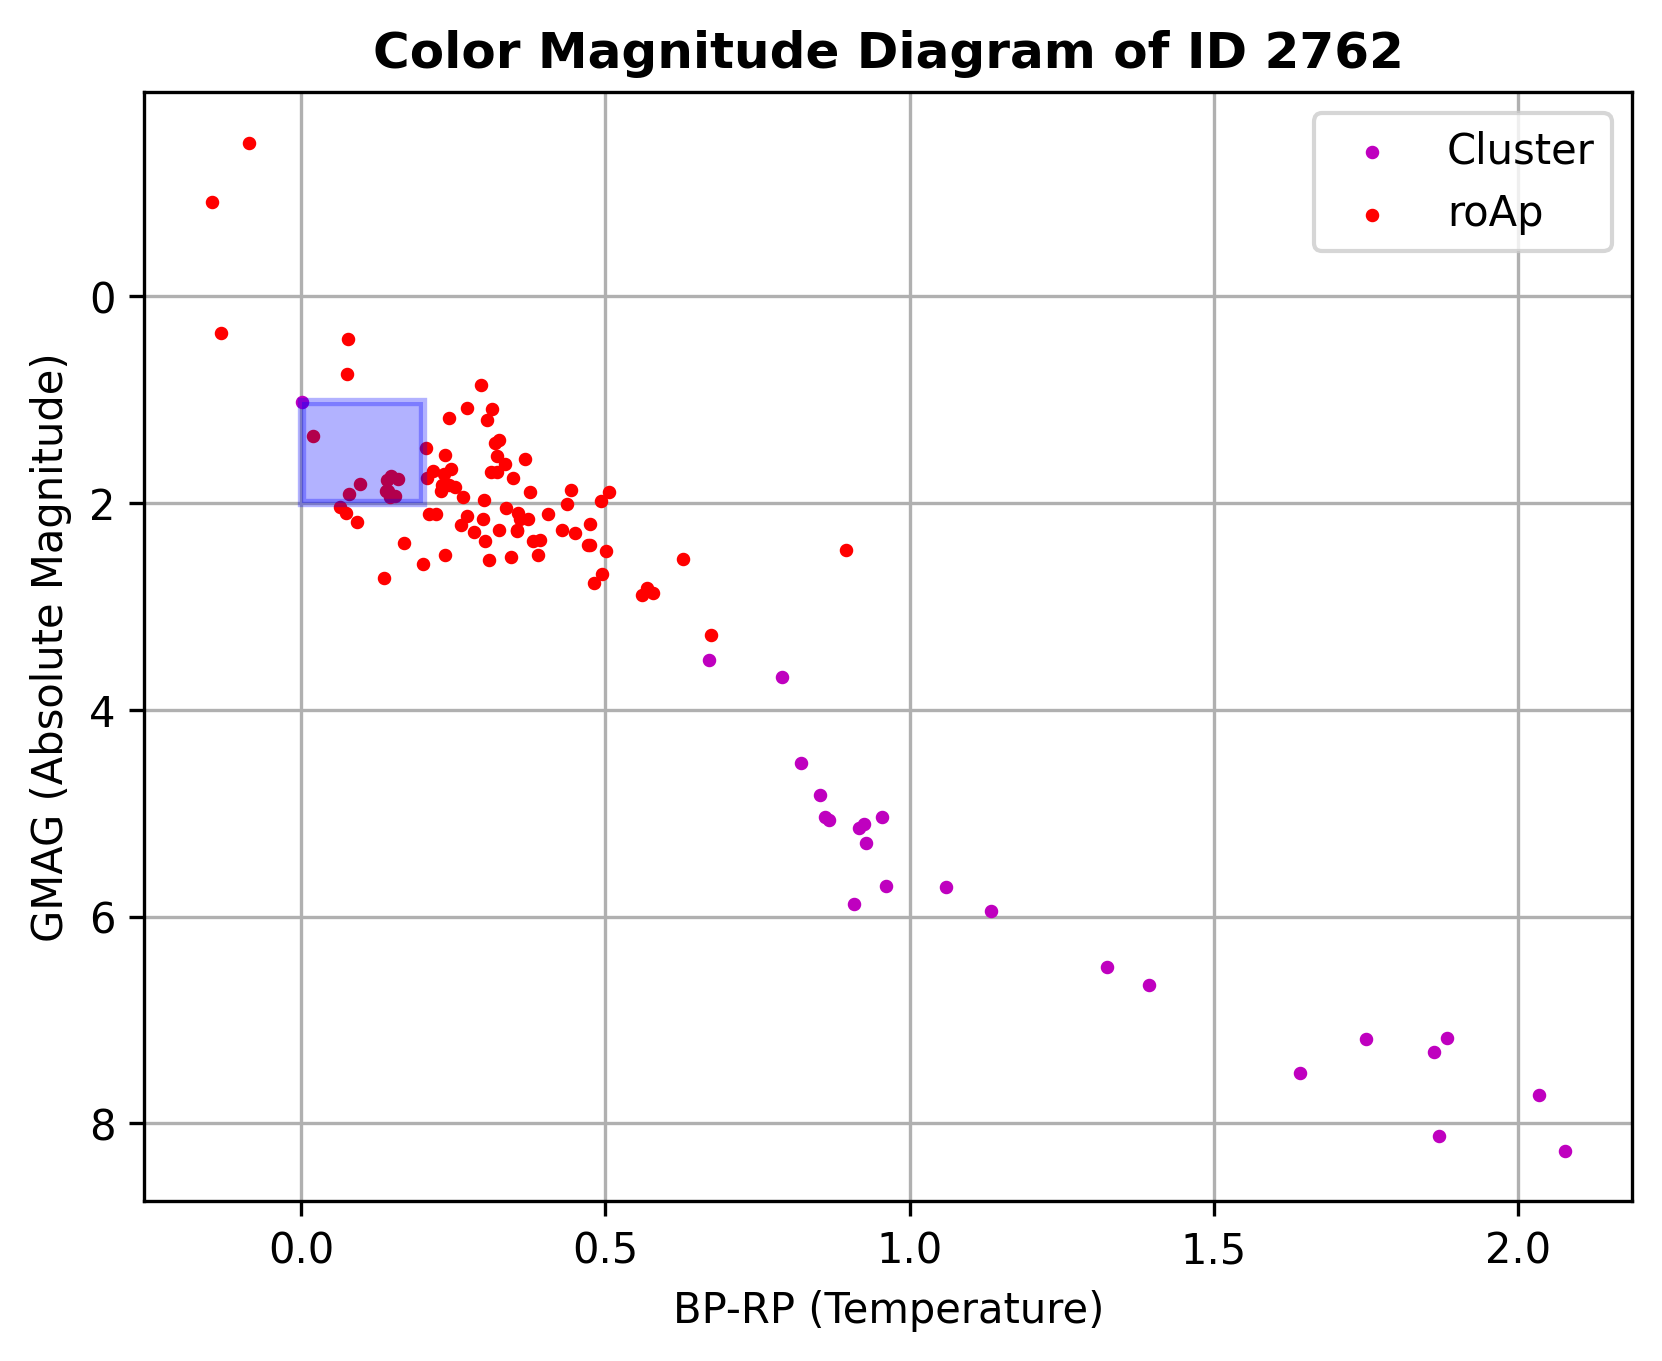 Color Magnitude Diagram of ID 2762
Cluster
roAp
GMAG (Absolute Magnitude)
0
2
4
6
8
0.0 0.5 1.0 1.5 2.0
BP-RP (Temperature)